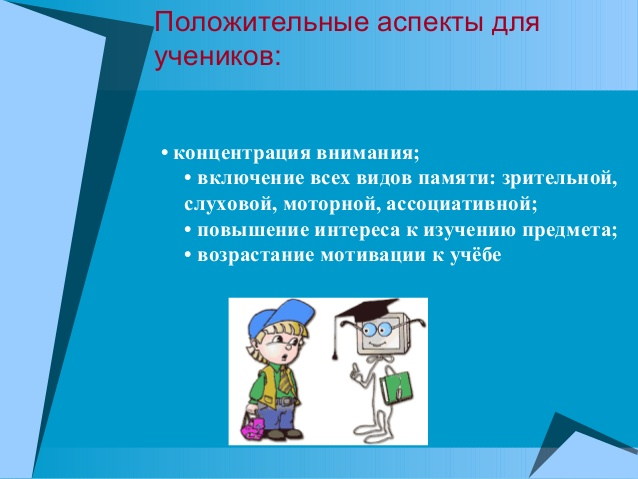 Положительные аспекты для
учеников:
• концентрация внимания;
• включение всех видов памяти: зрительной,
слуховой, моторной, ассоциативной;
• повышение интереса к изучению предмета;
• возрастание мотивации к учёбе